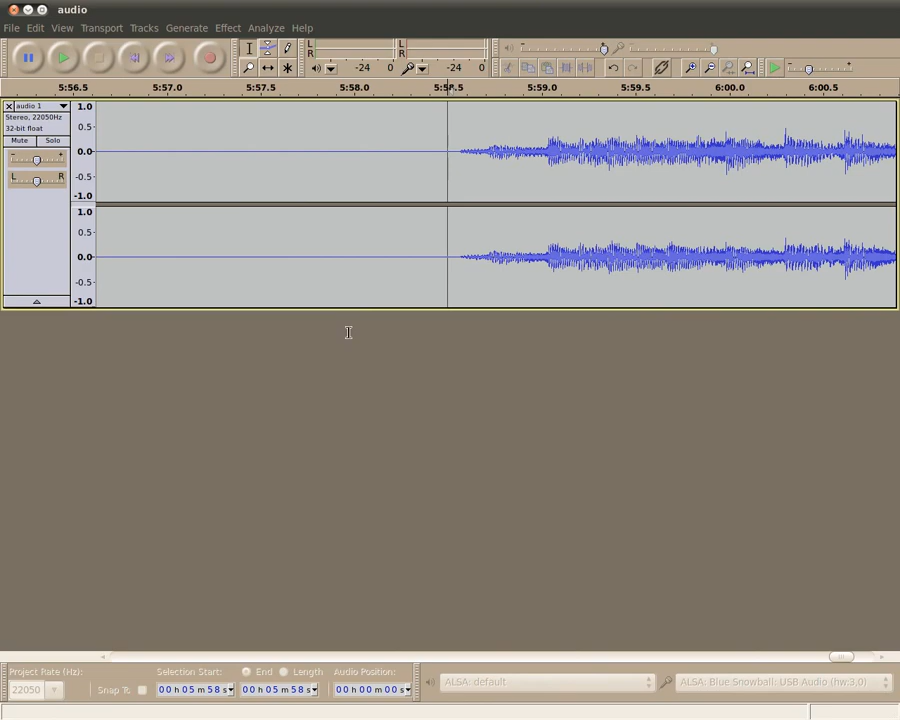 audio
File Edit View Transport Tracks Generate Effect Analyze Help
L R -24 0 L R -24 0
5:56.5 5:57.0 5:57.5 5:58.0 5:58.5 5:59.0 5:59.5 6:00.0 6:00.5
audio 1
Stereo, 22050Hz
32-bit float
Mute Solo
- +
L R
1.0
0.5-
0.0-
-0.5-
-1.0
1.0
0.5-
0.0-
-0.5-
-1.0
Project Rate (Hz): Selection Start: End Length Audio Position:
22050 Snap To 00 h 05 m 58 s 00 h 05 m 58 s 00 h 00 m 00 s ALSA: default ALSA: Blue Snowball: USB Audio (hw:3,0)